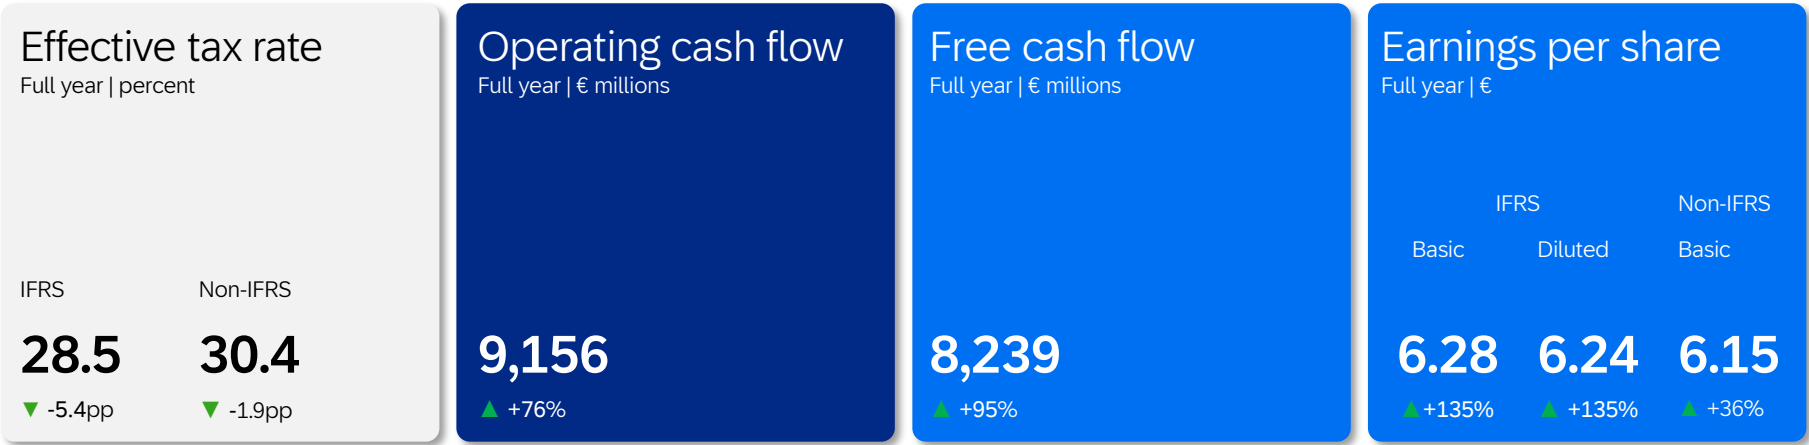 Effective tax rate
Full year | percent
IFRS Non-IFRS
28.5 30.4
▼ -5.4pp ▼ -1.9pp
Operating cash flow
Full year | € millions
9,156
▲ +76%
Free cash flow
Full year | € millions
8,239
▲ +95%
Earnings per share
Full year | €
IFRS Non-IFRS
Basic Diluted Basic
6.28 6.24 6.15
▲+135% ▲ +135% ▲ +36%